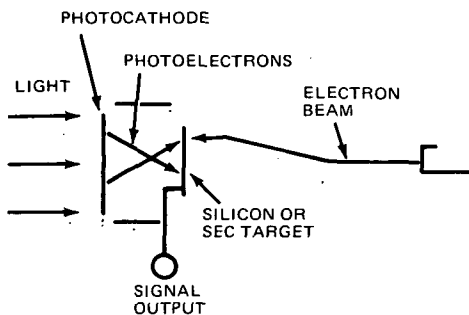 PHOTOCATHODE
PHOTOELECTRONS
LIGHT
ELECTRON
BEAM
SILICON OR
SEC TARGET
SIGNAL
OUTPUT